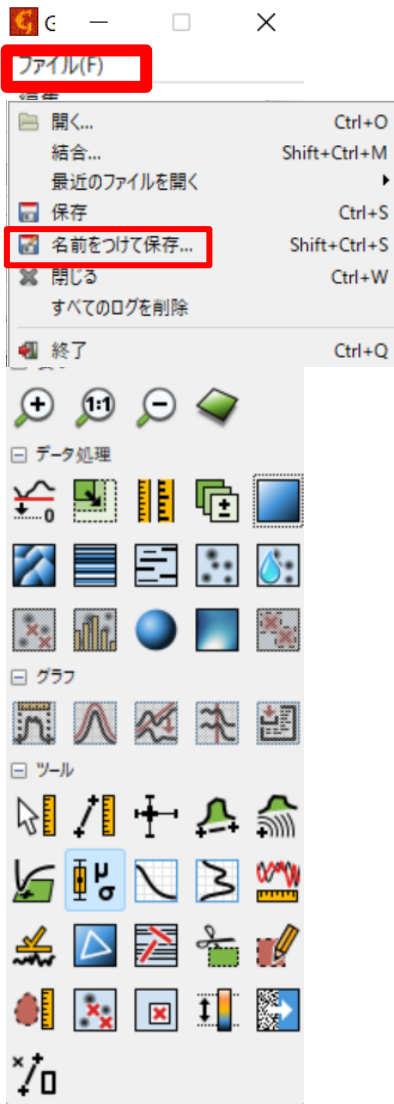 G
ファイル(F)
開く... Ctrl+O
結合... Shift+Ctrl+M
最近のファイルを開く
保存 Ctrl+S
名前をつけて保存... Shift+Ctrl+S
閉じる Ctrl+W
すべてのログを削除
終了 Ctrl+Q
1:1
データ処理
0
グラフ
ツール
μ
σ